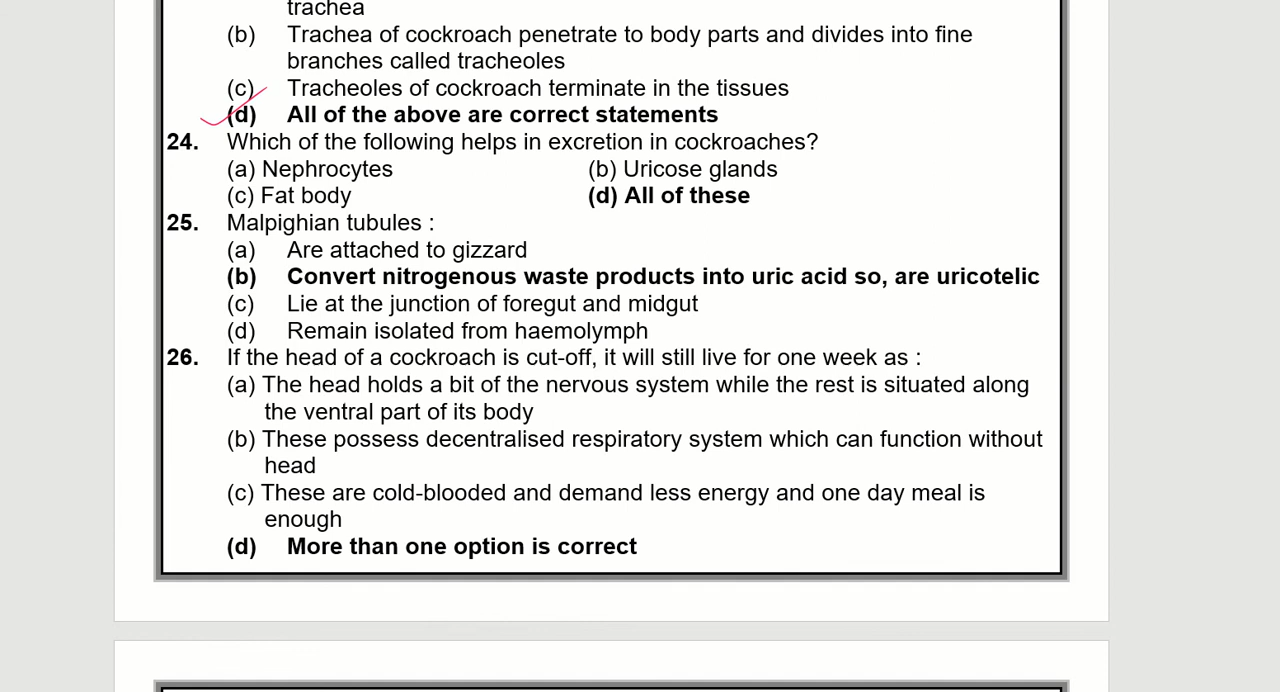 trachea
(b) Trachea of cockroach penetrate to body parts and divides into fine
branches called tracheoles
(c) Tracheoles of cockroach terminate in the tissues
(d) All of the above are correct statements
24. Which of the following helps in excretion in cockroaches?
(a) Nephrocytes (b) Uricose glands
(c) Fat body (d) All of these
25. Malpighian tubules :
(a) Are attached to gizzard
(b) Convert nitrogenous waste products into uric acid so, are uricotelic
(c) Lie at the junction of foregut and midgut
(d) Remain isolated from haemolymph
26. If the head of a cockroach is cut-off, it will still live for one week as :
(a) The head holds a bit of the nervous system while the rest is situated along
the ventral part of its body
(b) These possess decentralised respiratory system which can function without
head
(c) These are cold-blooded and demand less energy and one day meal is
enough
(d) More than one option is correct